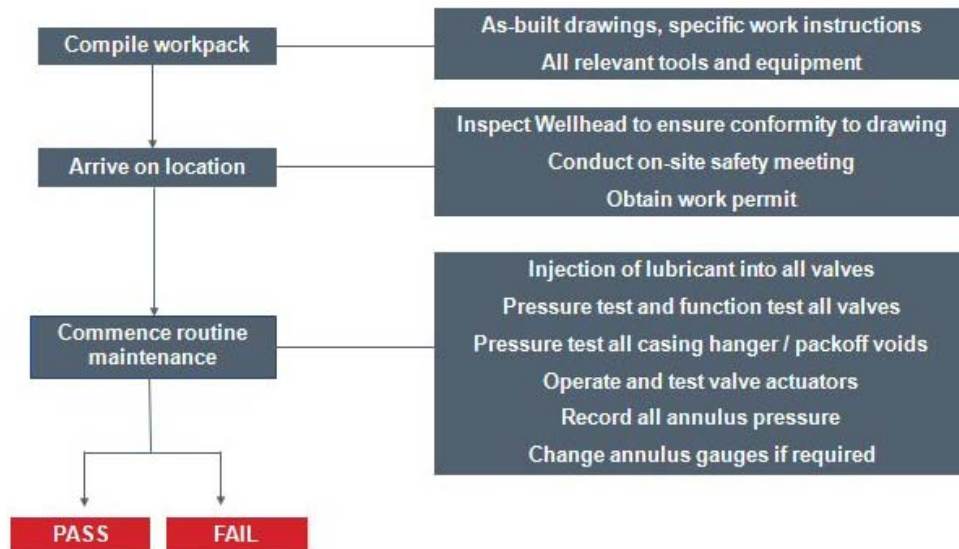 Compile workpack
As-built drawings, specific work instructions
All relevant tools and equipment
Arrive on location
Inspect Wellhead to ensure conformity to drawing
Conduct on-site safety meeting
Obtain work permit
Commence routine
maintenance
Injection of lubricant into all valves
Pressure test and function test all valves
Pressure test all casing hanger / packoff voids
Operate and test valve actuators
Record all annulus pressure
Change annulus gauges if required
PASS
FAIL